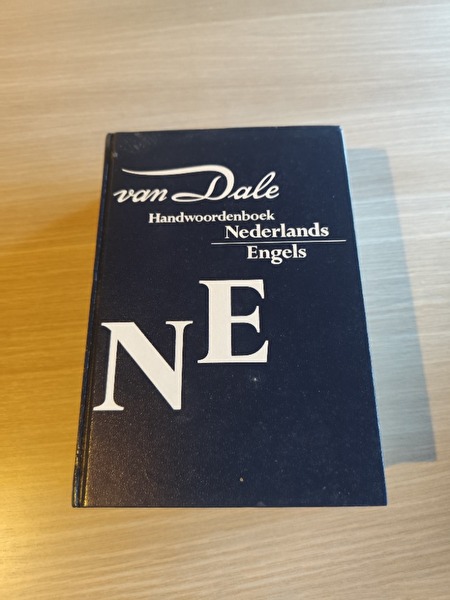 van Dale
Handwoordenboek
Nederlands
Engels
NE